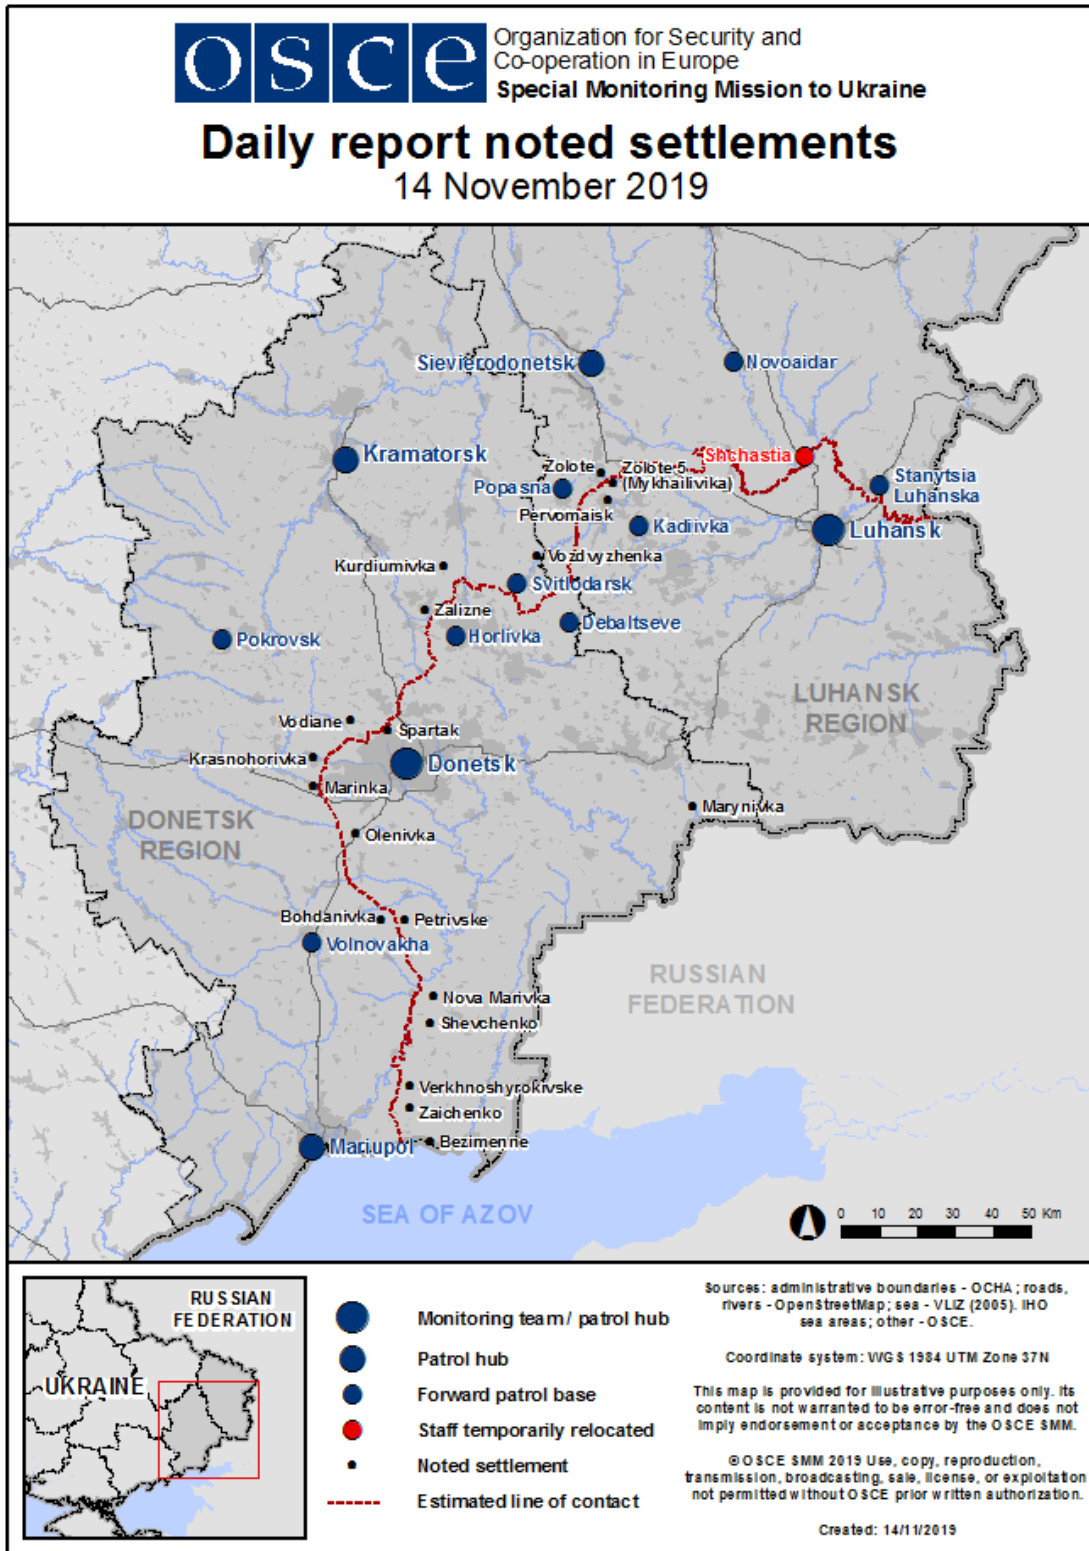 osce
Organization for Security and
Co-operation in Europe
Special Monitoring Mission to Ukraine
Daily report noted settlements
14 November 2019
Sievierodonetsk
Novoaidar
Kramatorsk
Shchastia
Zolote
Zolote 5
(Mykhailivika)
Popasna
Stanytsia
Luhanska
Pervomaisk
Kadiivka
Luhansk
Vozdvyzhenka
Kurdiumivka
Svitlodarsk
Zalizne
Debaltseve
Horlivka
Pokrovsk
LUHANSK
REGION
Vodiane
Spartak
Krasnohorivka
Donetsk
Marinka
Marynivka
DONETSK
REGION
Olenivka
Bohdanivka
Petrivske
Volnovakha
RUSSIAN
FEDERATION
Nova Marivka
Shevchenko
Verkhnoshyrokivske
Zaichenko
Bezimenne
Mariupol
SEA OF AZOV
0 10 20 30 40 50 Km
RUSSIAN
FEDERATION
UKRAINE
Monitoring team / patrol hub
Patrol hub
Forward patrol base
Staff temporarily relocated
Noted settlement
Estimated line of contact
Sources: administrative boundaries - OCHA; roads,
rivers - OpenStreetMap; sea - VLIZ (2005). IHO
sea areas; other - OSCE.
Coordinate system: WGS 1984 UTM Zone 37N
This map is provided for illustrative purposes only. Its
content is not warranted to be error-free and does not
imply endorsement or acceptance by the OSCE SMM.
©OSCE SMM 2019 Use, copy, reproduction,
transmission, broadcasting, sale, license, or exploitation
not permitted without OSCE prior written authorization.
Created: 14/11/2019